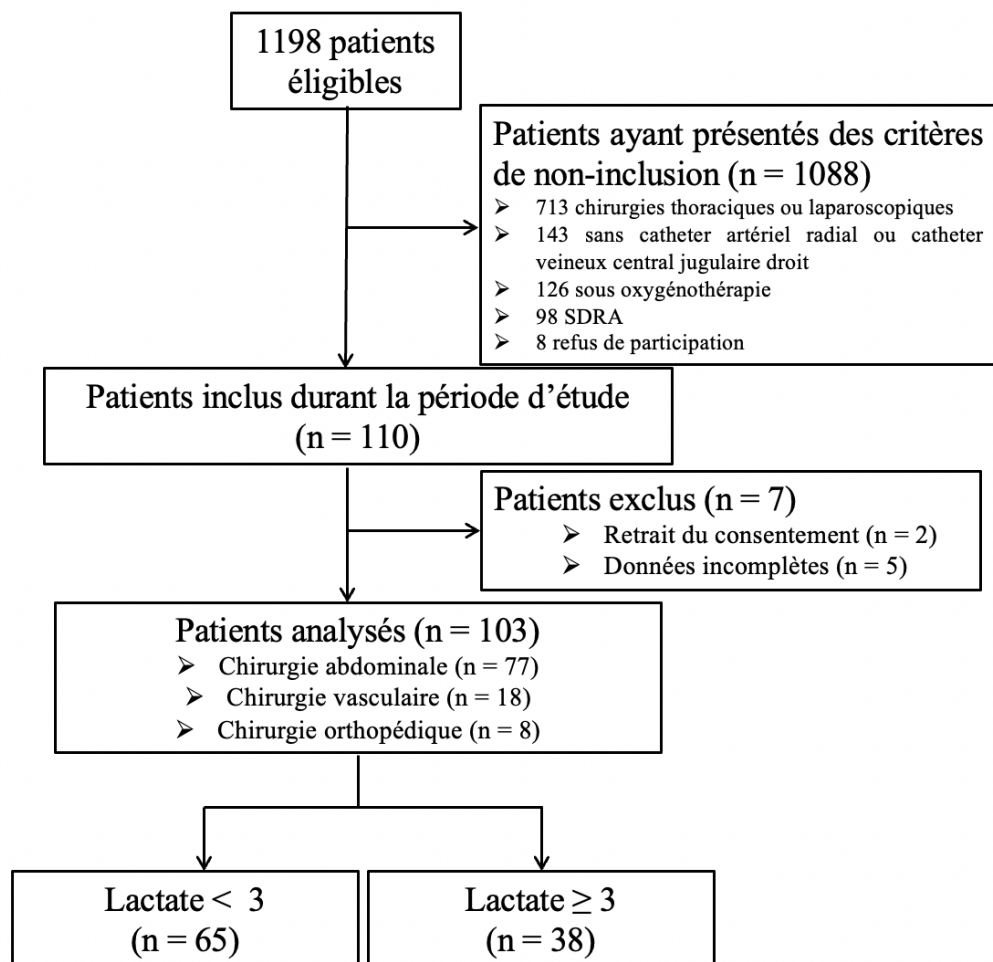 1198 patients
éligibles
Patients ayant présentés des critères
de non-inclusion (n = 1088)
➢ 713 chirurgies thoraciques ou laparoscopiques
➢ 143 sans catheter artériel radial ou catheter
veineux central jugulaire droit
➢ 126 sous oxygénothérapie
➢ 98 SDRA
➢ 8 refus de participation
Patients inclus durant la période d’étude
(n = 110)
Patients exclus (n = 7)
➢ Retrait du consentement (n = 2)
➢ Données incomplètes (n = 5)
Patients analysés (n = 103)
➢ Chirurgie abdominale (n = 77)
➢ Chirurgie vasculaire (n = 18)
➢ Chirurgie orthopédique (n = 8)
Lactate < 3
(n = 65)
Lactate ≥ 3
(n = 38)